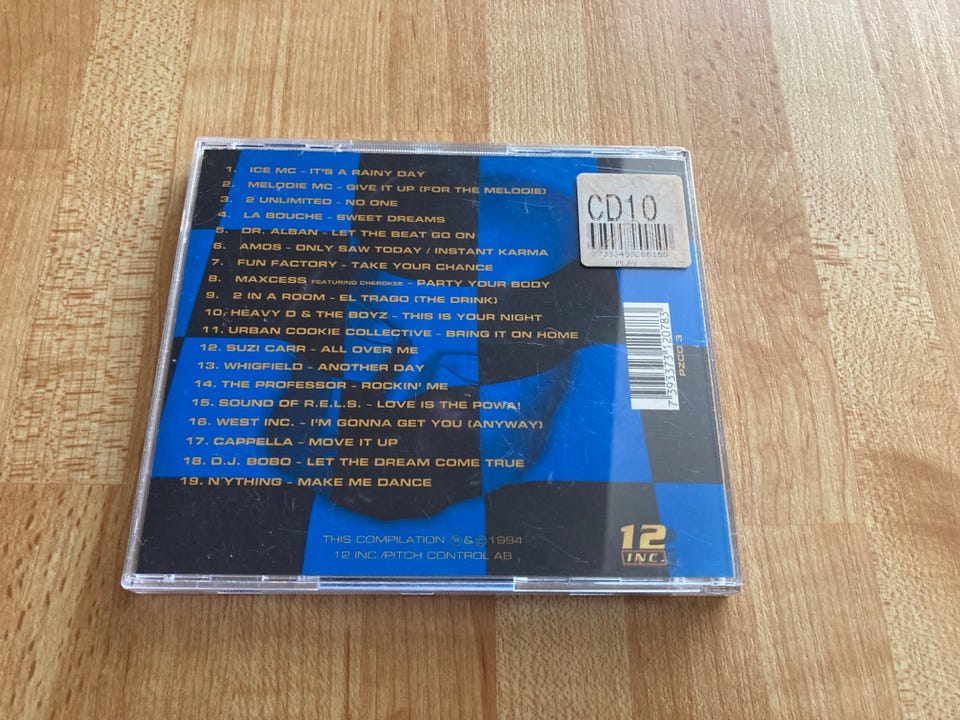 1. ICE MC - IT'S A RAINY DAY
2. MELODIE MC - GIVE IT UP (FOR THE MELODIE)
3. 2 UNLIMITED - NO ONE
4. LA BOUCHE - SWEET DREAMS
5. DR. ALBAN - LET THE BEAT GO ON
6. AMOS - ONLY SAW TODAY / INSTANT KARMA
7. FUN FACTORY - TAKE YOUR CHANCE
8. MAXCESS FEATURING CHEROKEE - PARTY YOUR BODY
9. 2 IN A ROOM - EL TRAGO (THE DRINK)
10. HEAVY D & THE BOYZ - THIS IS YOUR NIGHT
11. URBAN COOKIE COLLECTIVE - BRING IT ON HOME
12. SUZI CARR - ALL OVER ME
13. WHIGFIELD - ANOTHER DAY
14. THE PROFESSOR - ROCKIN' ME
15. SOUND OF R.E.L.S. - LOVE IS THE POWA!
16. WEST INC. - I'M GONNA GET YOU (ANYWAY)
17. CAPPELLA - MOVE IT UP
18. D.J. BOBO - LET THE DREAM COME TRUE
19. N'YTHING - MAKE ME DANCE
THIS COMPILATION ℗ & © 1994
12 INC./PITCH CONTROL AB
CD10
PLAY
7 393373 120783
PZCD 3
12
INC.